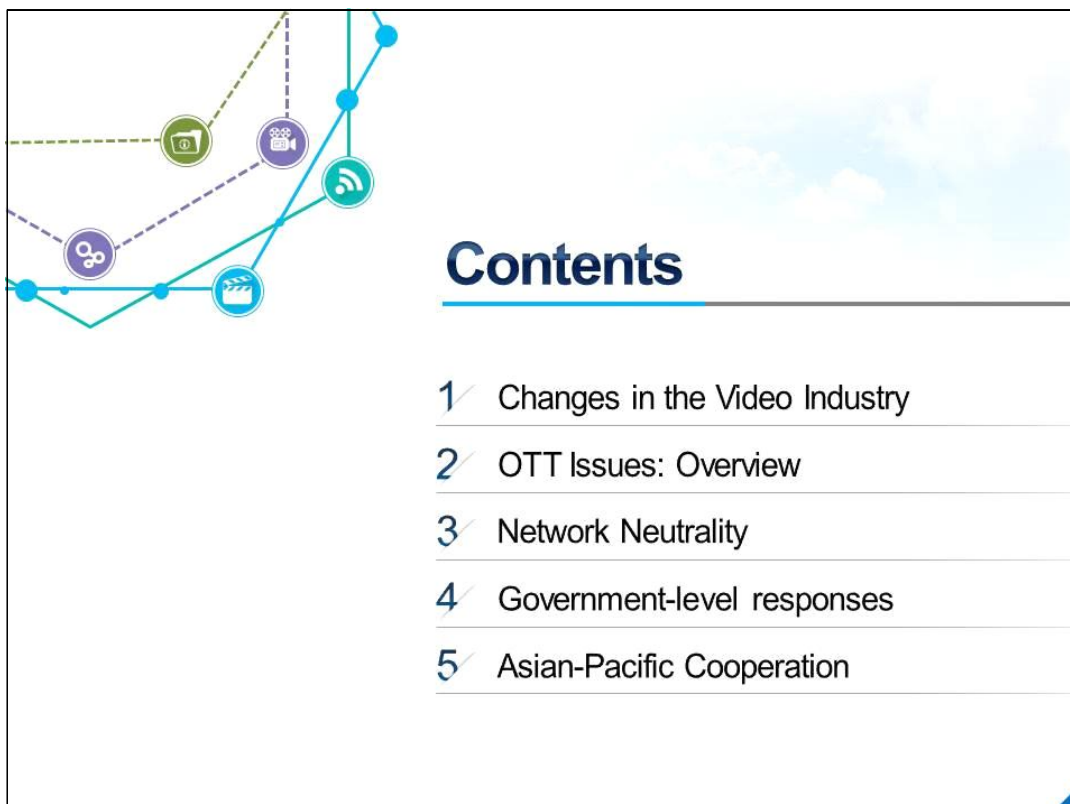 Contents
1 Changes in the Video Industry
2 OTT Issues: Overview
3 Network Neutrality
4 Government-level responses
5 Asian-Pacific Cooperation